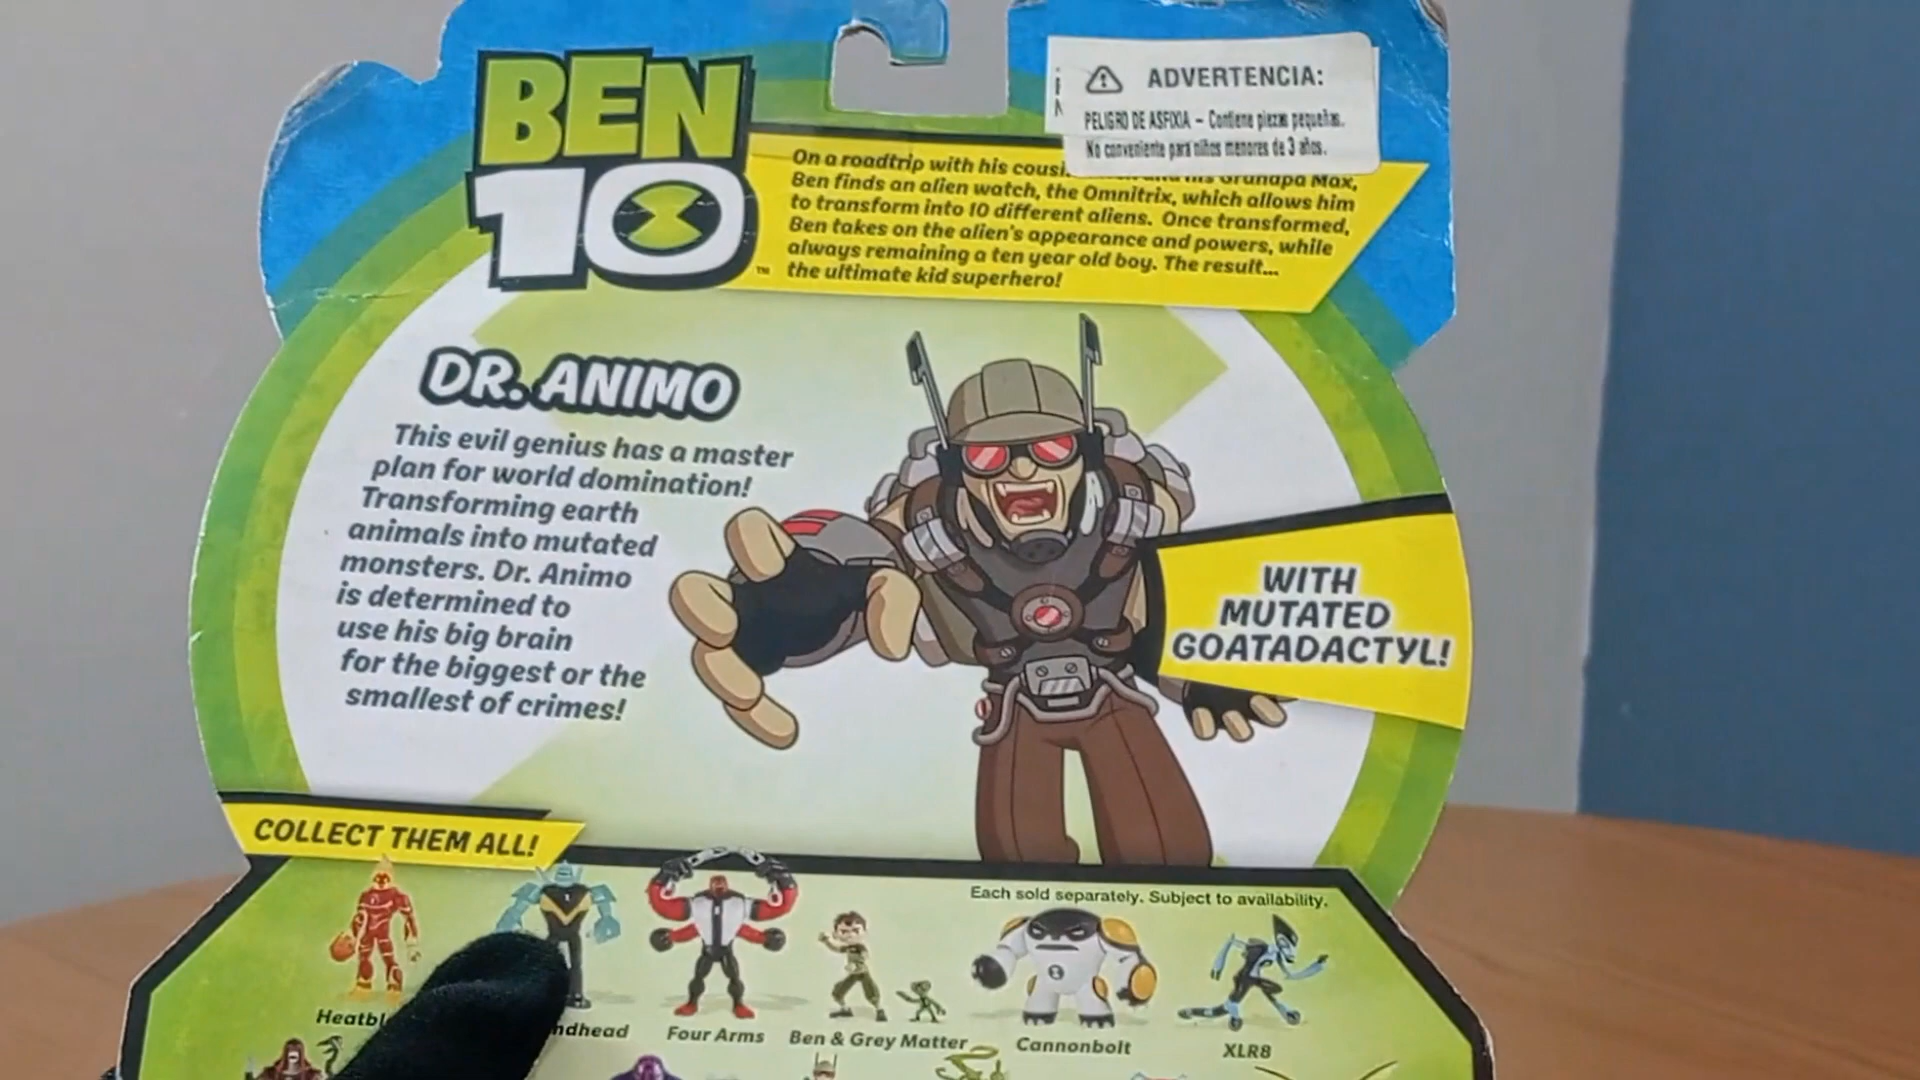 BEN
10
™
ADVERTENCIA:
PELIGRO DE ASFIXIA – Contiene piezas pequeñas.
No conveniente para niños menores de 3 años.
On a roadtrip with his
and his Grandpa Max,
Ben finds an alien watch, the Omnitrix, which allows him
to transform into 10 different aliens. Once transformed,
Ben takes on the alien's appearance and powers, while
always remaining a ten year old boy. The result...
the ultimate kid superhero!
DR. ANIMO
This evil genius has a master
plan for world domination!
Transforming earth
animals into mutated
monsters. Dr. Animo
is determined to
use his big brain
for the biggest or the
smallest of crimes!
WITH
MUTATED
GOATADACTYL!
COLLECT THEM ALL!
Each sold separately. Subject to availability.
Four Arms
Ben & Grey Matter
Cannonbolt
XLR8